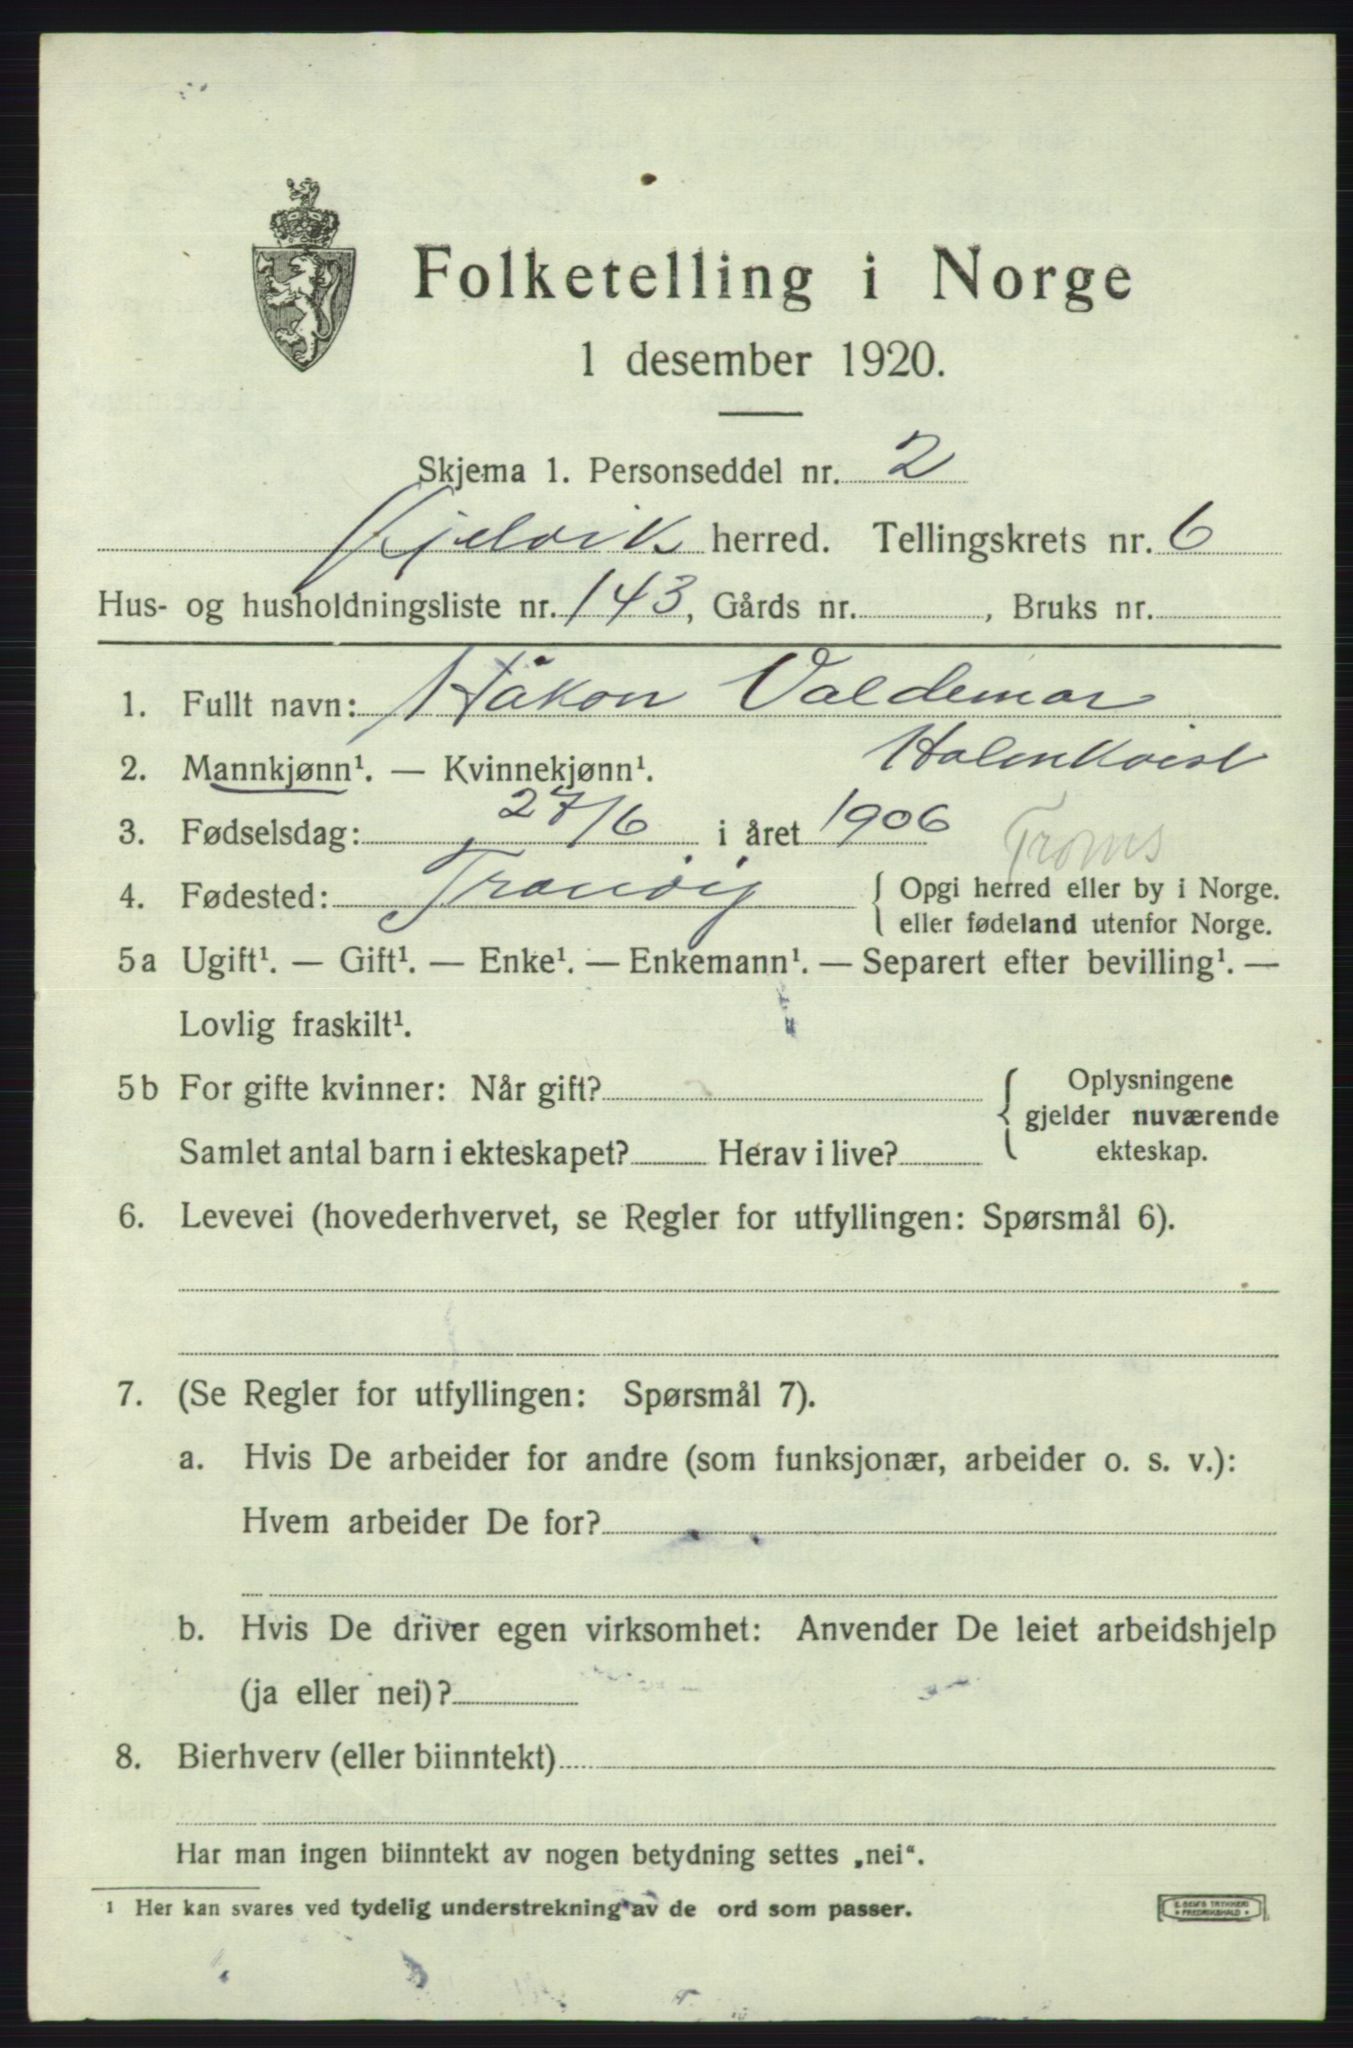 Folketelling i Norge
1 desember 1920.
Skjema 1. Personseddel nr. 2
Kjelvik herred. Tellingskrets nr. 6
Hus- og husholdningsliste nr. 143, Gårds nr. , Bruks nr.
1. Fullt navn: Håkon Valdemar
Holmkvist
2. Mannkjønn¹. — Kvinnekjønn¹.
3. Fødselsdag: 27/6 i året 1906
Troms
4. Fødested: Tranöy { Opgi herred eller by i Norge.
eller fødeland utenfor Norge.
5a Ugift¹. — Gift¹. — Enke¹. — Enkemann¹. — Separert efter bevilling¹. —
Lovlig fraskilt¹.
5b For gifte kvinner: Når gift?
Samlet antal barn i ekteskapet? Herav i live?
{ Oplysningene
gjelder nuværende
ekteskap.
6. Levevei (hovederhvervet, se Regler for utfyllingen: Spørsmål 6).
7. (Se Regler for utfyllingen: Spørsmål 7).
a. Hvis De arbeider for andre (som funksjonær, arbeider o. s. v.):
Hvem arbeider De for?
b. Hvis De driver egen virksomhet: Anvender De leiet arbeidshjelp
(ja eller nei)?
8. Bierhverv (eller biinntekt)
Har man ingen biinntekt av nogen betydning settes „nei“.
¹ Her kan svares ved tydelig understrekning av de ord som passer.
E. SEM'S TRYKKERI
FREDRIKSHALD